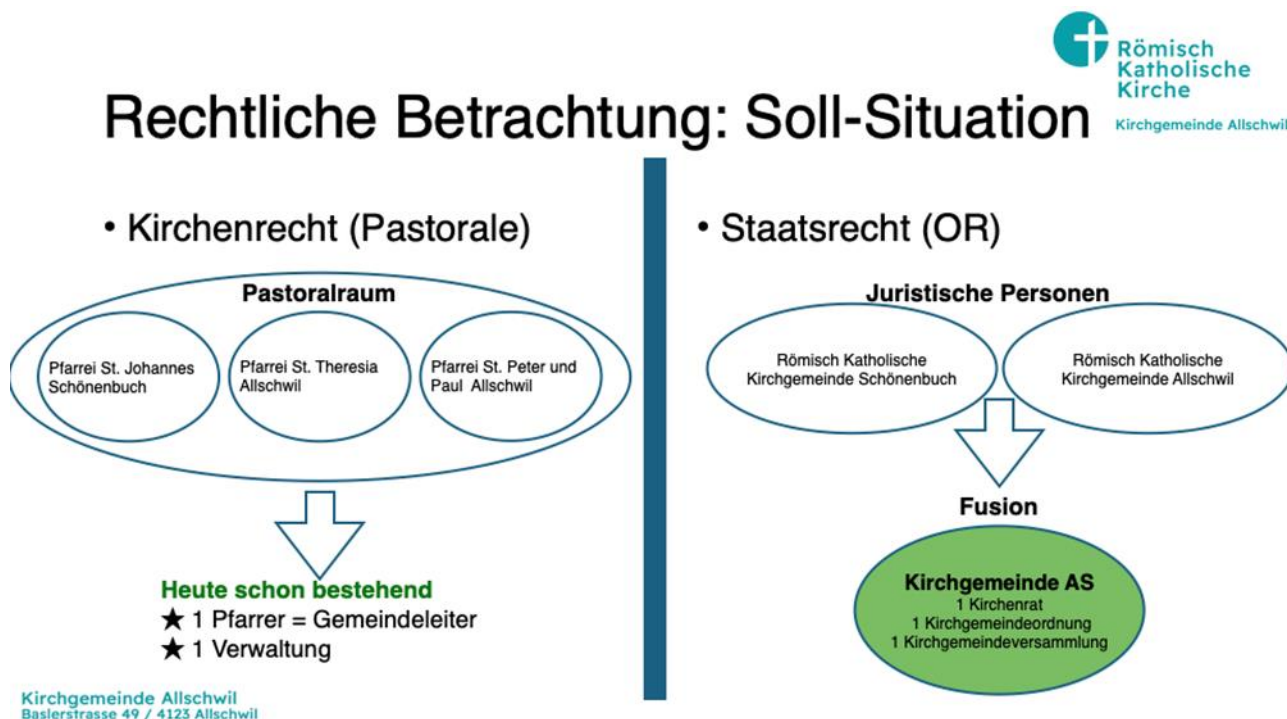 Römisch
Katholische
Kirche
Kirchgemeinde Allschwil
Rechtliche Betrachtung: Soll-Situation
• Kirchenrecht (Pastorale)
Pastoralraum
Pfarrei St. Johannes
Schönenbuch
Pfarrei St. Theresia
Allschwil
Pfarrei St. Peter und
Paul Allschwil
Heute schon bestehend
★ 1 Pfarrer = Gemeindeleiter
★ 1 Verwaltung
• Staatsrecht (OR)
Juristische Personen
Römisch Katholische
Kirchgemeinde Schönenbuch
Römisch Katholische
Kirchgemeinde Allschwil
Fusion
Kirchgemeinde AS
1 Kirchenrat
1 Kirchgemeindeordnung
1 Kirchgemeindeversammlung
Kirchgemeinde Allschwil
Baslerstrasse 49 / 4123 Allschwil